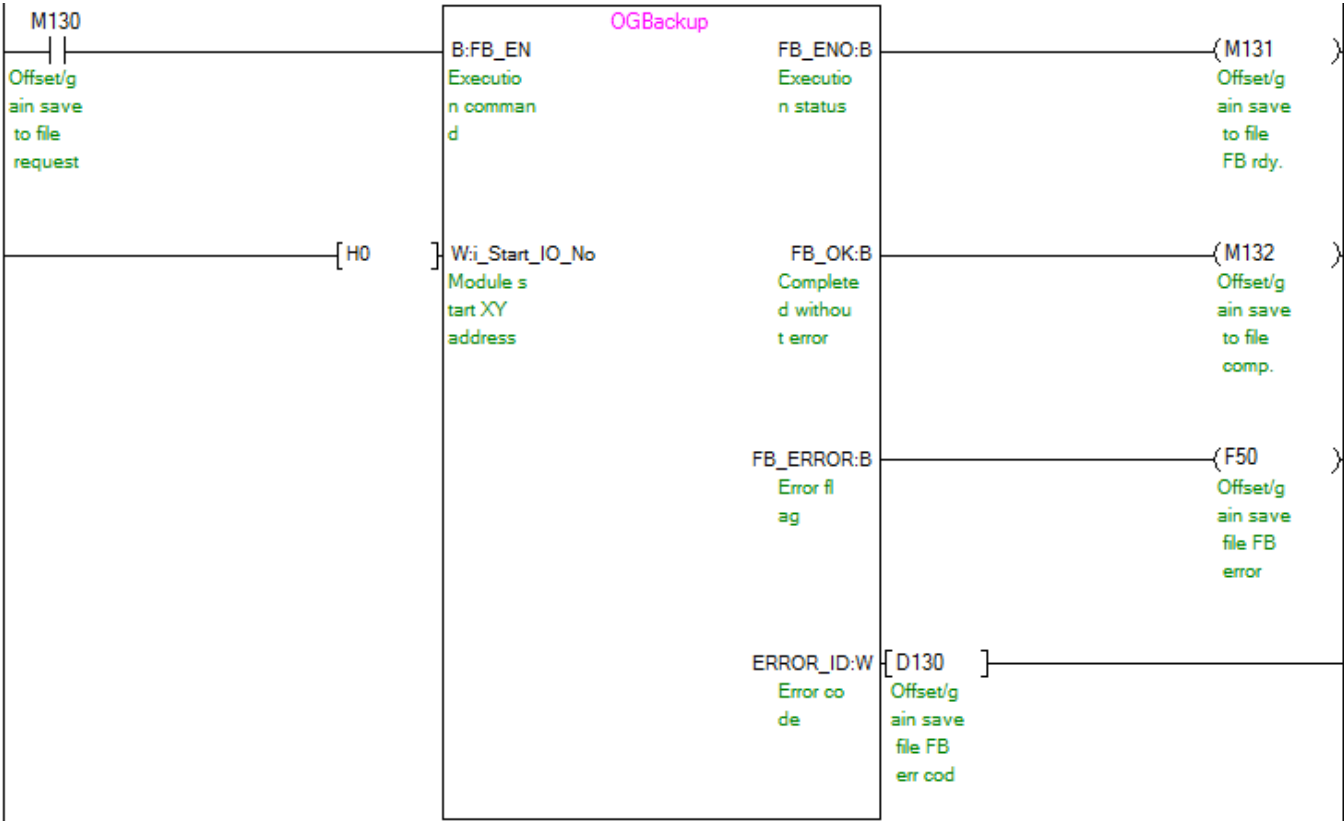 M130
Offset/g
ain save
to file
request
OGBackup
B:FB_EN
Executio
n comman
d
FB_ENO:B
Executio
n status
M131
Offset/g
ain save
to file
FB rdy.
H0
W:i_Start_IO_No
Module s
tart XY
address
FB_OK:B
Complete
d withou
t error
M132
Offset/g
ain save
to file
comp.
FB_ERROR:B
Error fl
ag
F50
Offset/g
ain save
file FB
error
ERROR_ID:W
Error co
de
D130
Offset/g
ain save
file FB
err cod